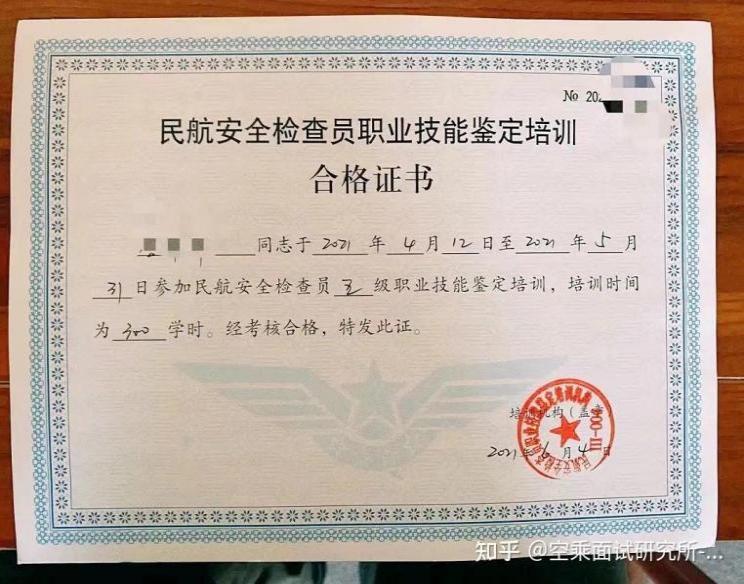 No 202
民航安全检查员职业技能鉴定培训
合格证书
同志于2021年4月12日至2021年5月
31日参加民航安全检查员五级职业技能鉴定培训，培训时间
为300学时。经考核合格，特发此证。
培训机构（盖章）
2021年6月4日
知乎 @空乘面试研究所-...